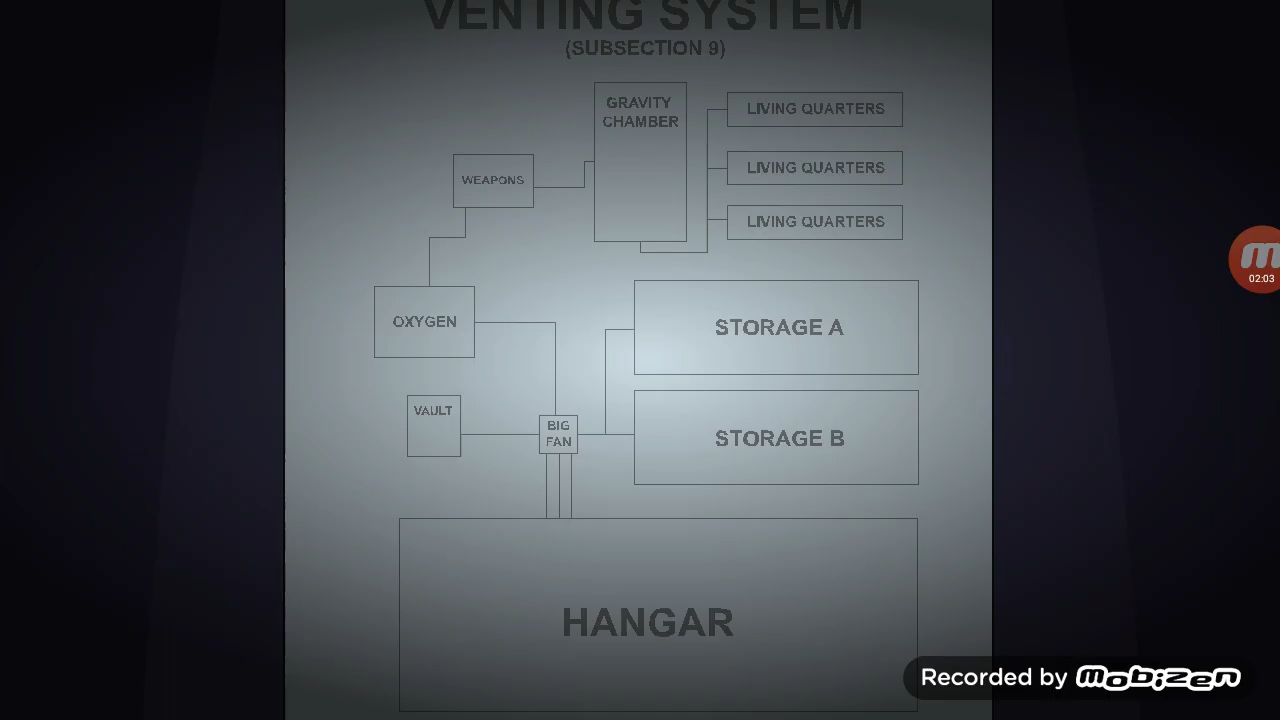 VENTING SYSTEM
(SUBSECTION 9)
GRAVITY
CHAMBER
LIVING QUARTERS
LIVING QUARTERS
LIVING QUARTERS
WEAPONS
OXYGEN
STORAGE A
VAULT
BIG
FAN
STORAGE B
HANGAR
02:03
Recorded by mobizen